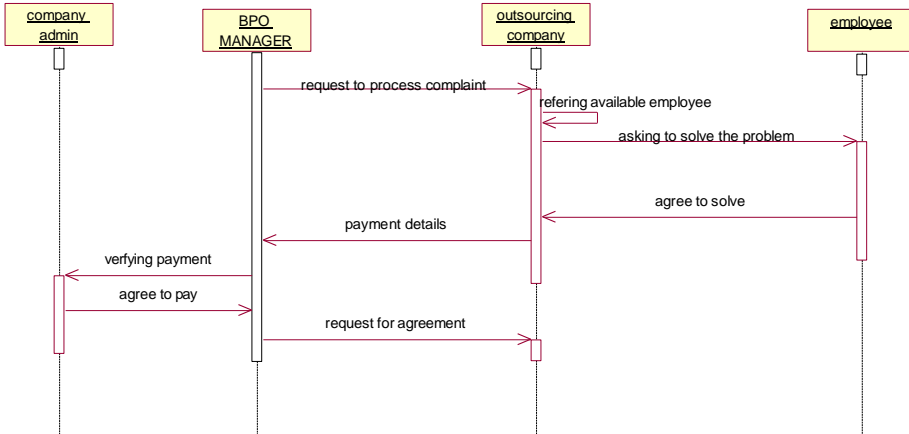 company
admin
BPO
MANAGER
outsourcing
company
employee
request to process complaint
refering available employee
asking to solve the problem
agree to solve
payment details
verfying payment
agree to pay
request for agreement